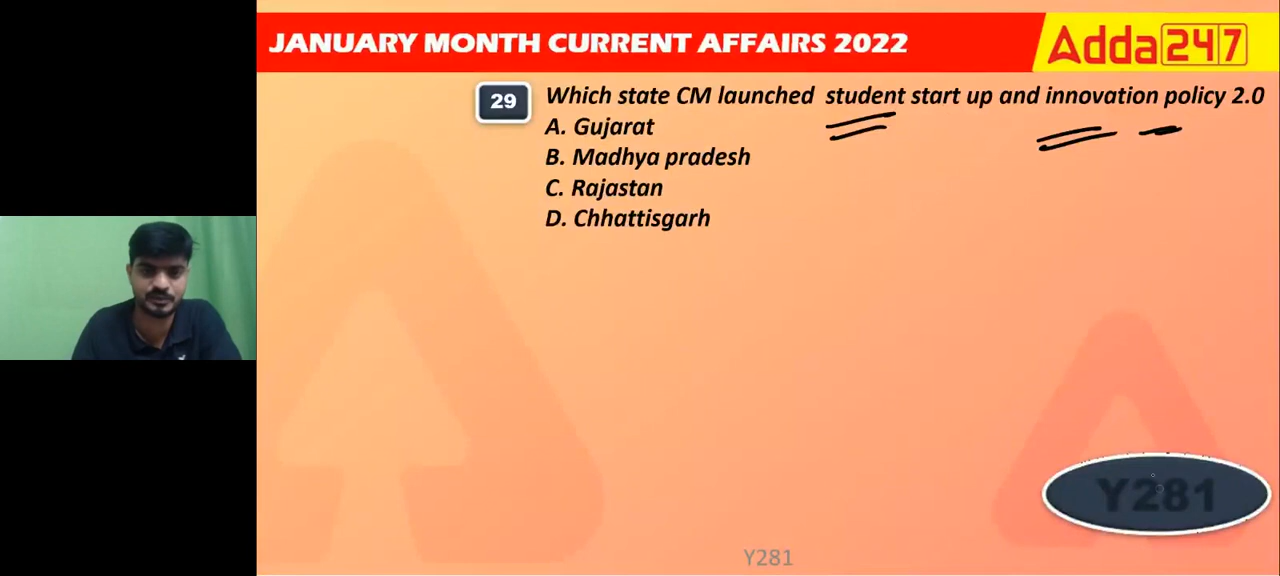 JANUARY MONTH CURRENT AFFAIRS 2022
Adda247
29
Which state CM launched student start up and innovation policy 2.0
A. Gujarat
B. Madhya pradesh
C. Rajastan
D. Chhattisgarh
Y281
Y281